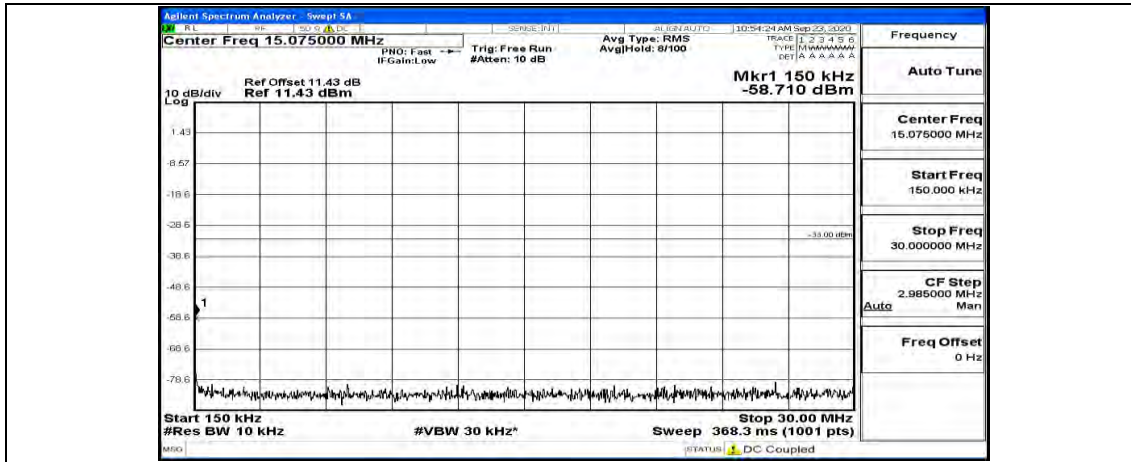 Agilent Spectrum Analyzer - Swept SA
RL RF 50 Ω DC SENSE:INT ALIGN AUTO 10:54:24 AM Sep 23, 2020
Center Freq 15.075000 MHz
PNO: Fast
IFGain:Low
Trig: Free Run
#Atten: 10 dB
Avg Type: RMS
Avg|Hold: 8/100
TRACE 1 2 3 4 5 6
TYPE M
DET A A A A A A
Frequency
Auto Tune
Ref Offset 11.43 dB
Ref 11.43 dBm
10 dB/div
Log
Mkr1 150 kHz
-58.710 dBm
1.43
-8.57
-18.6
-28.6
-38.6
-48.6
-58.6
-68.6
-78.6
-33.00 dBm
1
Center Freq
15.075000 MHz
Start Freq
150.000 kHz
Stop Freq
30.000000 MHz
CF Step
2.985000 MHz
Auto Man
Freq Offset
0 Hz
Start 150 kHz
Stop 30.00 MHz
#Res BW 10 kHz
#VBW 30 kHz*
Sweep 368.3 ms (1001 pts)
MSG
STATUS
DC Coupled